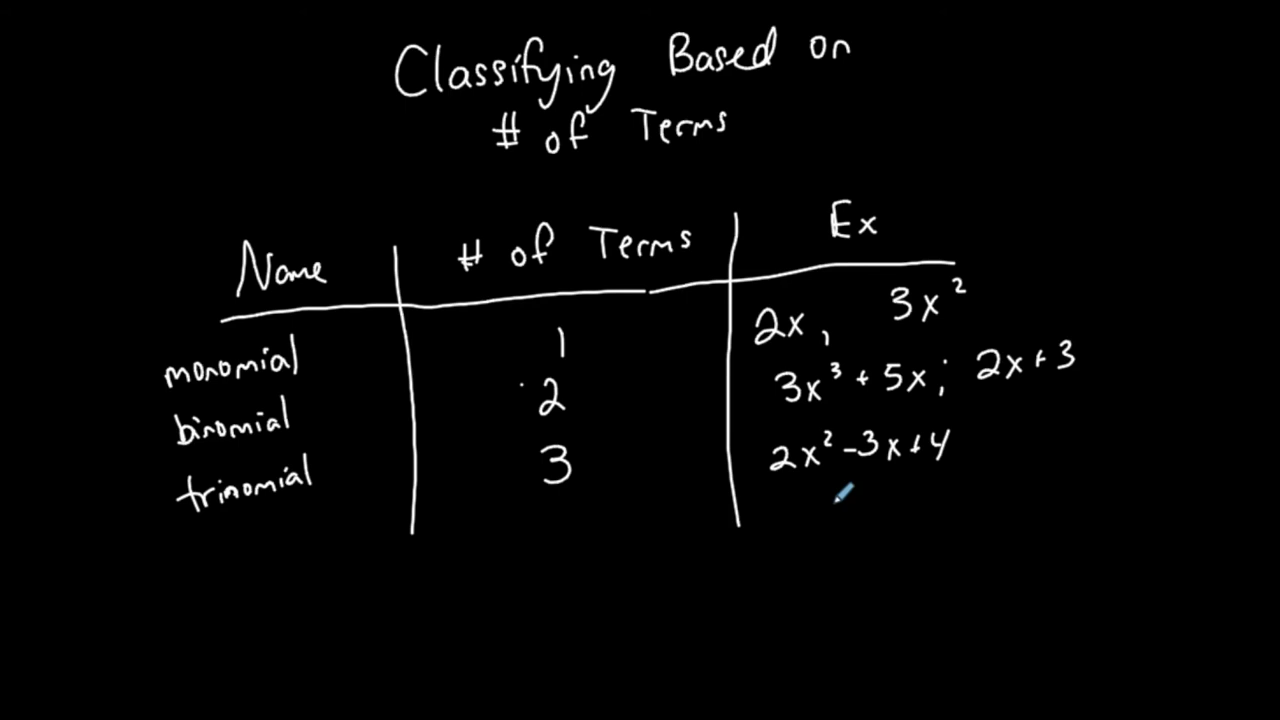 Classifying Based on
# of Terms
Name # of Terms Ex
monomial 1 2x, 3x²
binomial 2 3x³ + 5x; 2x+3
trinomial 3 2x² -3x+4